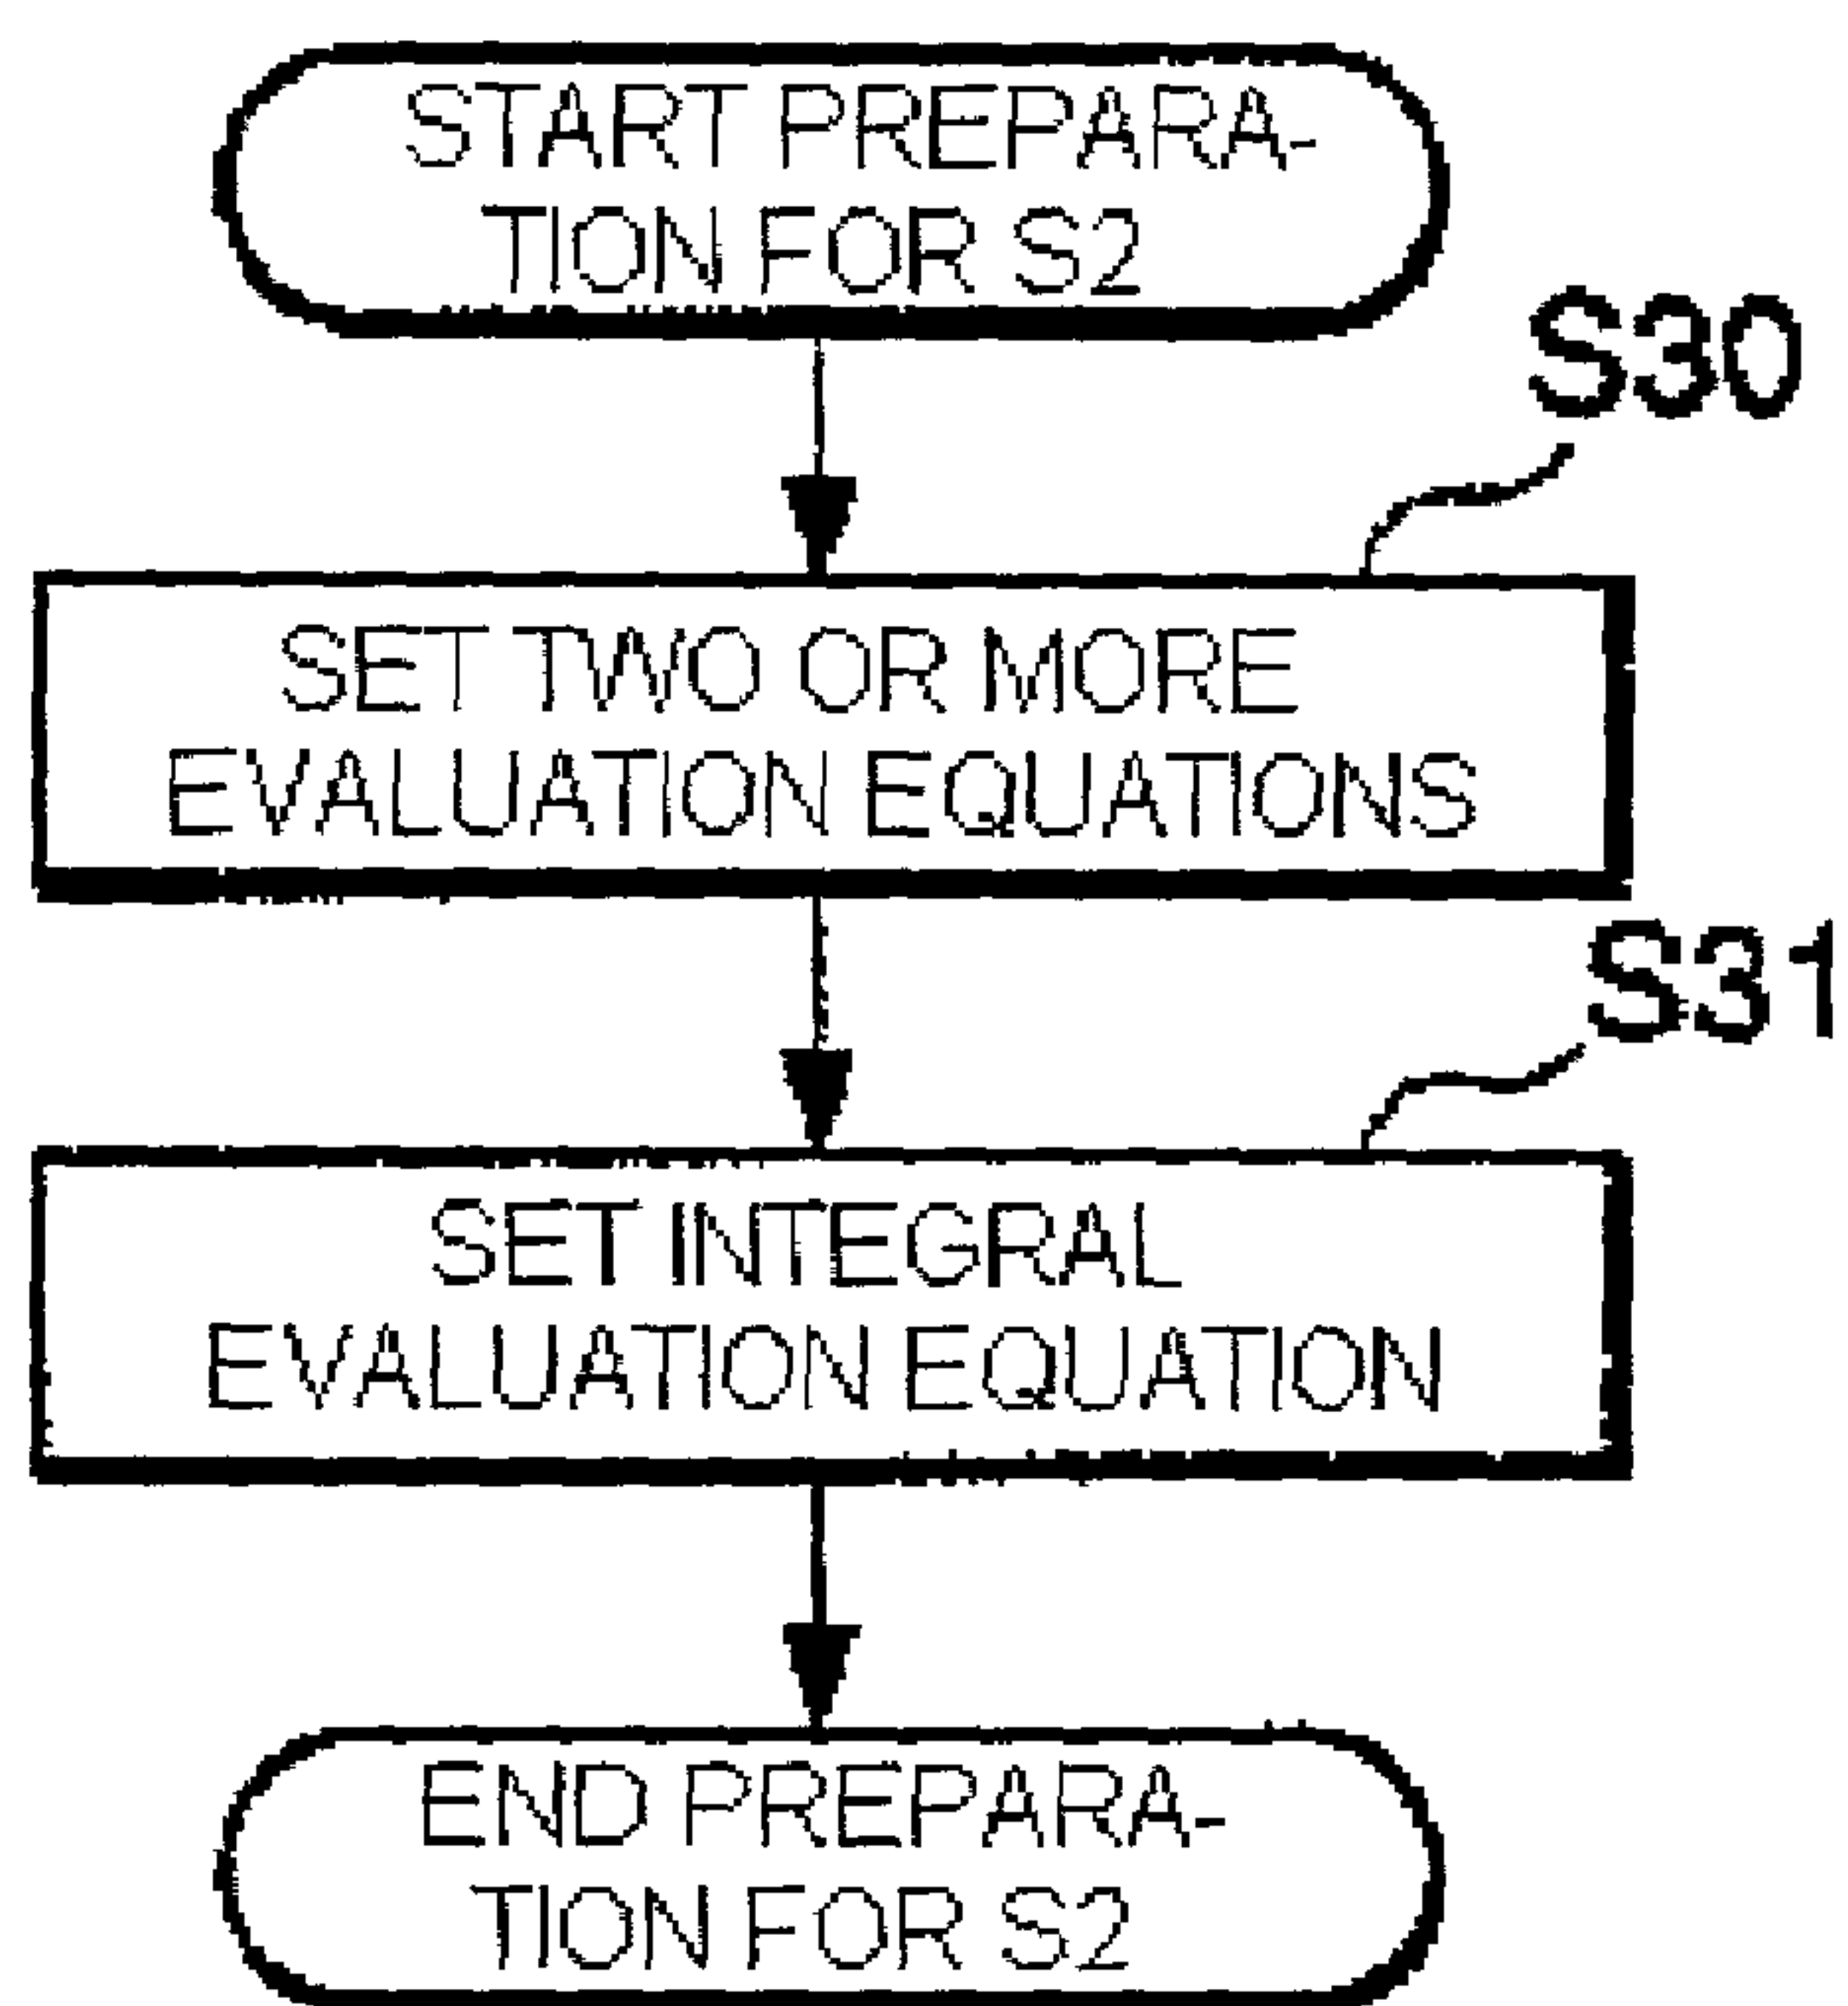 START PREPARA-
TION FOR S2
S30
SET TWO OR MORE
EVALUATION EQUATIONS
S31
SET INTEGRAL
EVALUATION EQUATION
END PREPARA-
TION FOR S2